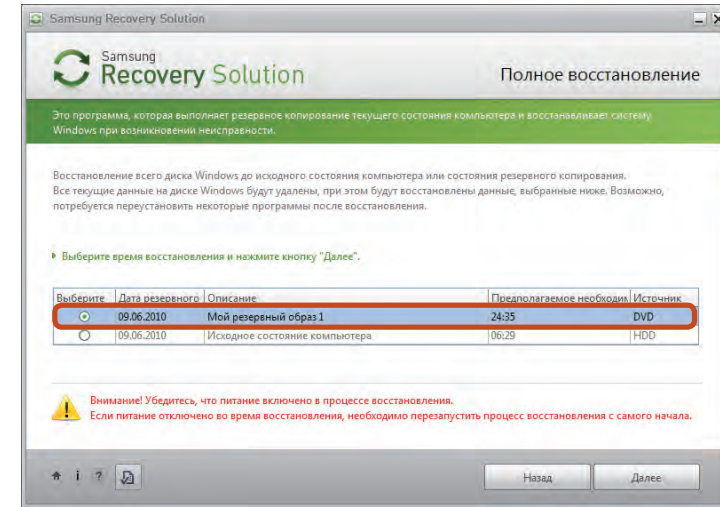 Samsung Recovery Solution
Samsung
Recovery Solution
Полное восстановление
Это программа, которая выполняет резервное копирование текущего состояния компьютера и восстанавливает систему
Windows при возникновении неисправности.
Восстановление всего диска Windows до исходного состояния компьютера или состояния резервного копирования.
Все текущие данные на диске Windows будут удалены, при этом будут восстановлены данные, выбранные ниже. Возможно,
потребуется переустановить некоторые программы после восстановления.
Выберите время восстановления и нажмите кнопку "Далее".
Выберите Дата резервного Описание Предполагаемое необходим Источник
09.06.2010 Мой резервный образ 1 24:35 DVD
09.06.2010 Исходное состояние компьютера 06:29 HDD
Внимание! Убедитесь, что питание включено в процессе восстановления.
Если питание отключено во время восстановления, необходимо перезапустить процесс восстановления с самого начала.
Назад Далее